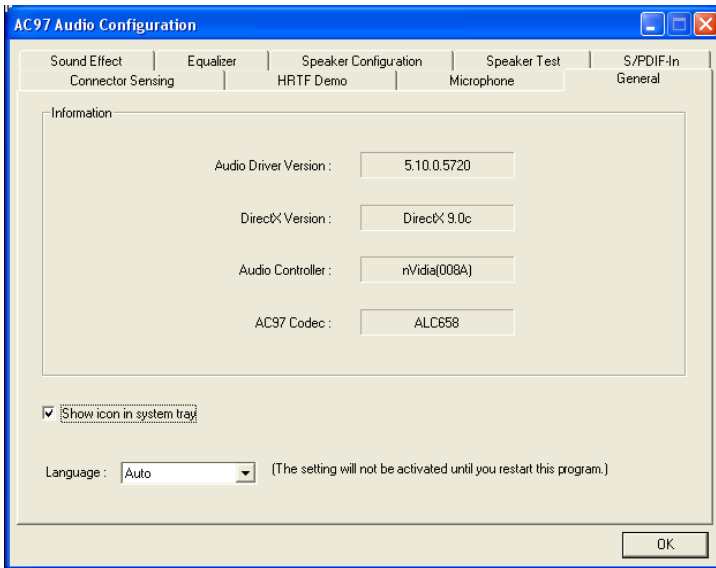 AC97 Audio Configuration
Sound Effect
Equalizer
Speaker Configuration
Speaker Test
S/PDIF-In
Connector Sensing
HRTF Demo
Microphone
General
Information
Audio Driver Version : 5.10.0.5720
DirectX Version : DirectX 9.0c
Audio Controller : nVidia(008A)
AC97 Codec : ALC658
Show icon in system tray
Language : Auto (The setting will not be activated until you restart this program.)
OK